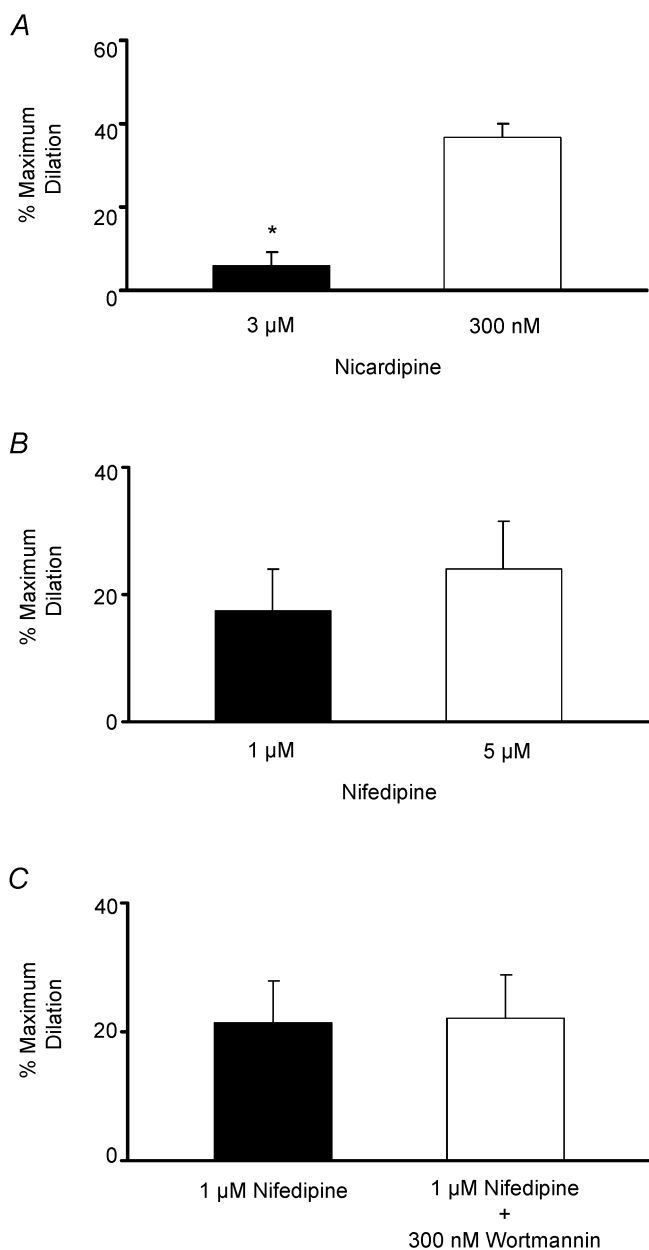 A
60
40
20
0
% Maximum
Dilation
*
3 µM
300 nM
Nicardipine
B
40
20
0
% Maximum
Dilation
1 µM
5 µM
Nifedipine
C
40
20
0
% Maximum
Dilation
1 µM Nifedipine
1 µM Nifedipine
+
300 nM Wortmannin